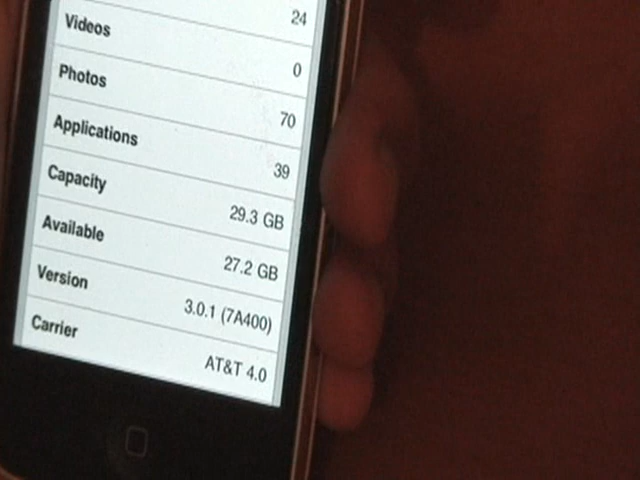 24
Videos 0
Photos 70
Applications 39
Capacity 29.3 GB
Available 27.2 GB
Version 3.0.1 (7A400)
Carrier AT&T 4.0